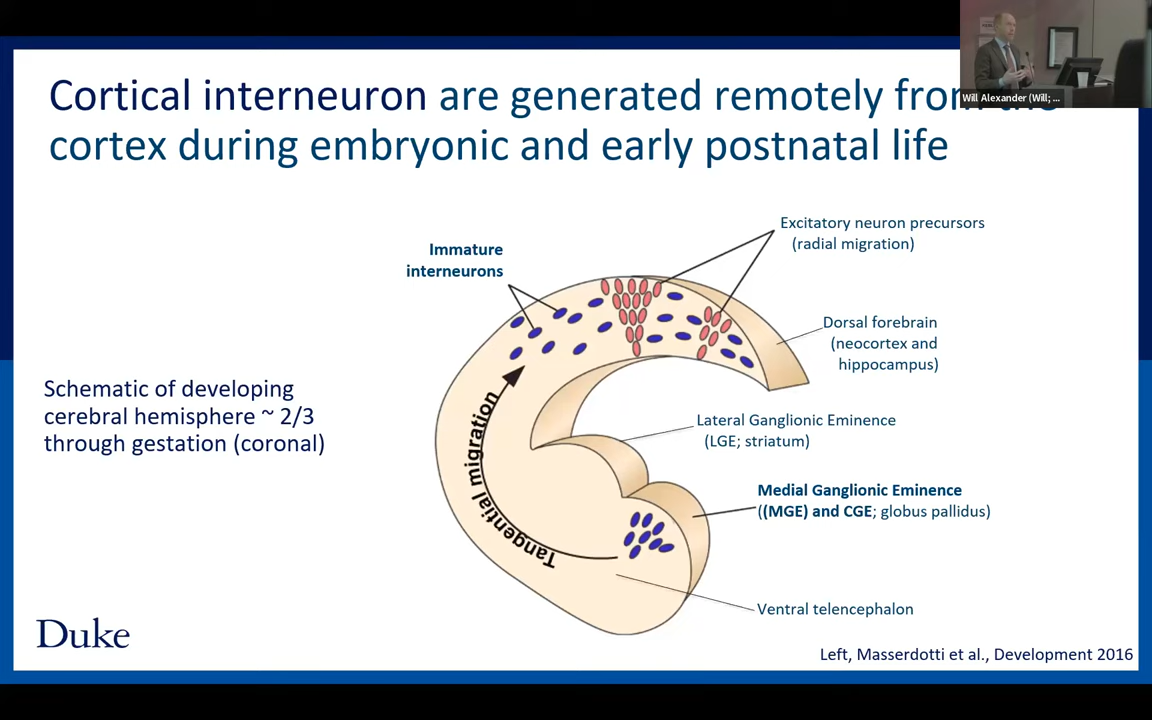 Cortical interneuron are generated remotely from the
cortex during embryonic and early postnatal life
Will Alexander (Will; ...
Excitatory neuron precursors
(radial migration)
Immature
interneurons
Dorsal forebrain
(neocortex and
hippocampus)
Schematic of developing
cerebral hemisphere ~ 2/3
through gestation (coronal)
Tangential migration
Lateral Ganglionic Eminence
(LGE; striatum)
Medial Ganglionic Eminence
((MGE) and CGE; globus pallidus)
Ventral telencephalon
Duke
Left, Masserdotti et al., Development 2016